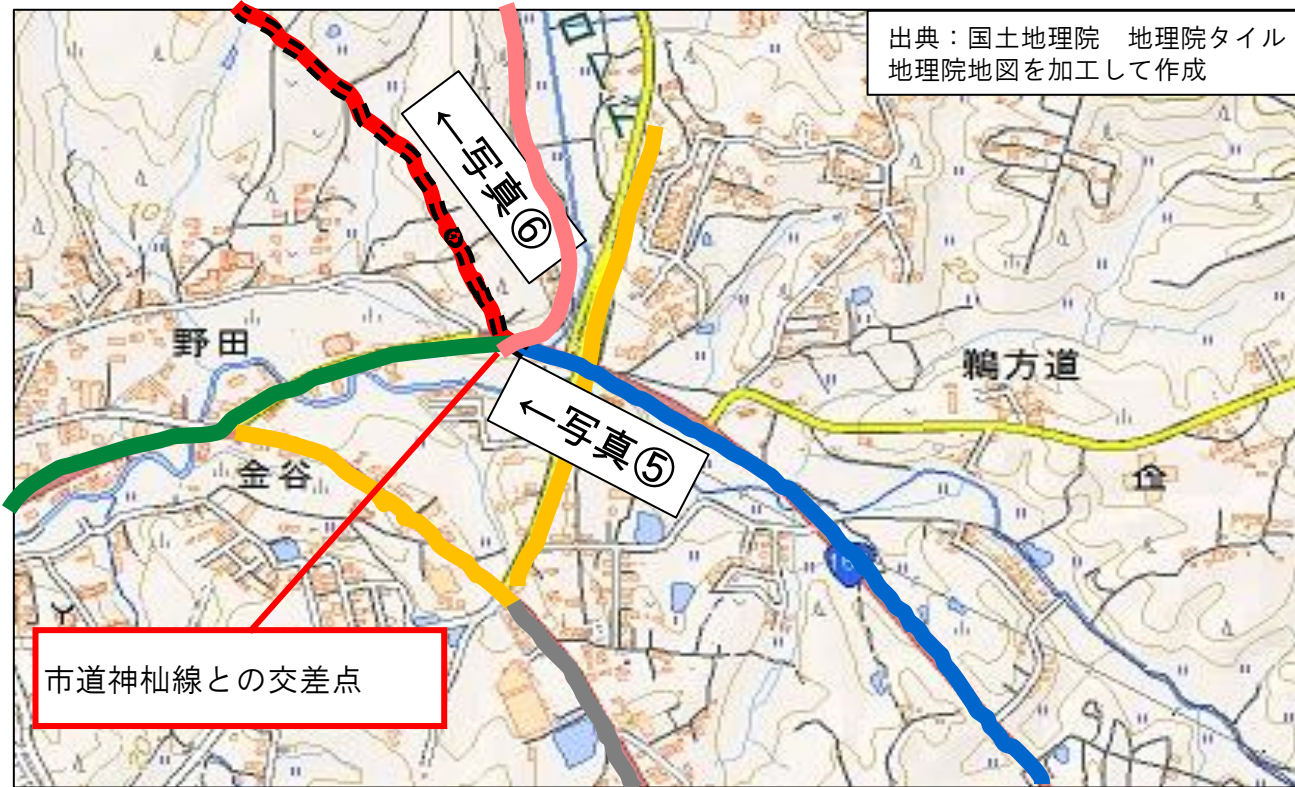 出典:国土地理院 地理院タイル
地理院地図を加工して作成
←写真⑥
野田
鵜方道
←写真⑤
金谷
市道神杣線との交差点